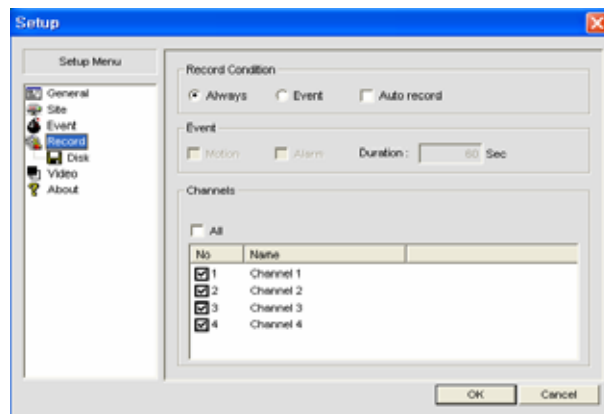 Setup
Setup Menu
General
Site
Event
Record
Disk
Video
About
Record Condition
Always Event Auto record
Event
Motion Alarm Duration : 60 Sec
Channels
All
No Name
1 Channel 1
2 Channel 2
3 Channel 3
4 Channel 4
OK Cancel